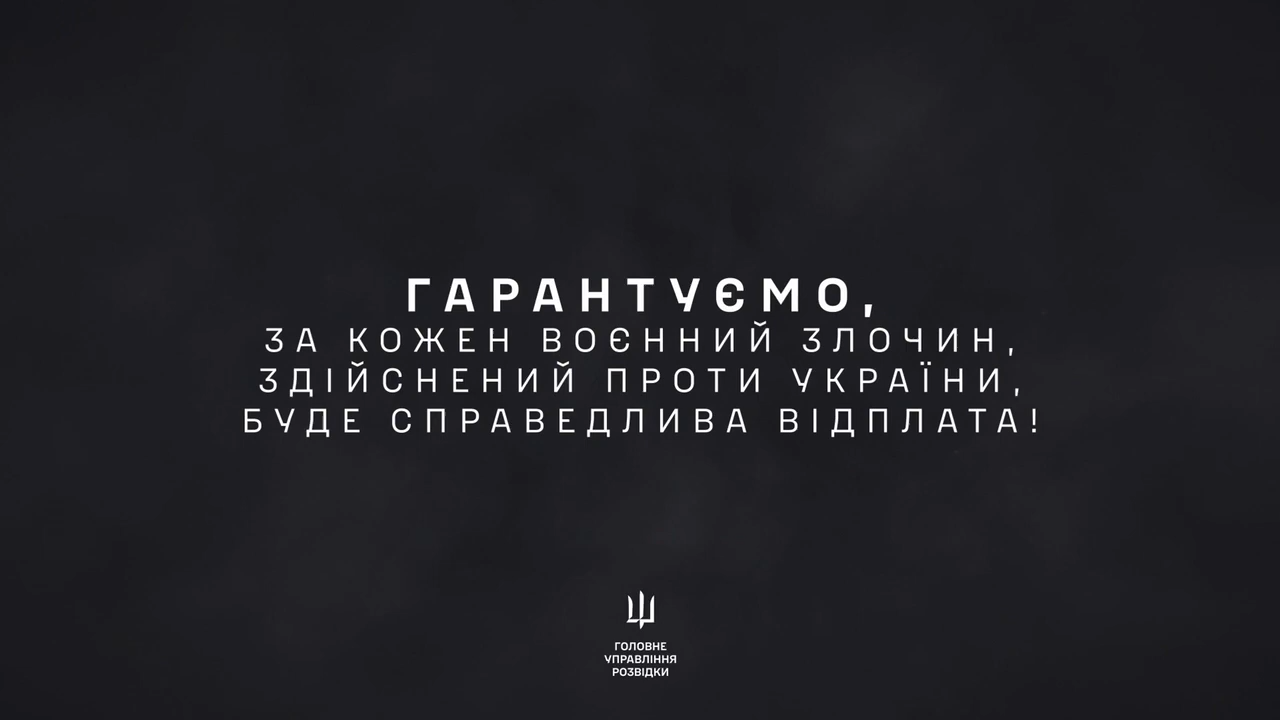 ГАРАНТУЄМО,
ЗА КОЖЕН ВОЄННИЙ ЗЛОЧИН,
ЗДІЙСНЕНИЙ ПРОТИ УКРАЇНИ,
БУДЕ СПРАВЕДЛИВА ВІДПЛАТА!
ГОЛОВНЕ
УПРАВЛІННЯ
РОЗВІДКИ